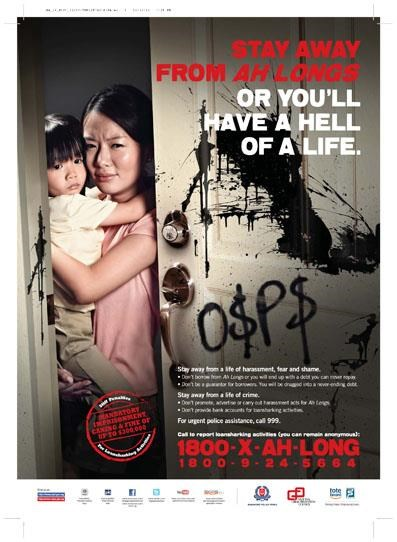 STAY AWAY
FROM AH LONGS
OR YOU'LL
HAVE A HELL
OF A LIFE.
O$P$
Stay away from a life of harassment, fear and shame.
• Don't borrow from Ah Longs or you will end up with a debt you can never repay.
• Don't be a guarantor for borrowers. You will be dragged into a never-ending debt.
Stay away from a life of crime.
• Don't promote, advertise or carry out harassment acts for Ah Longs.
• Don't provide bank accounts for loansharking activities.
For urgent police assistance, call 999.
Call to report loansharking activities (you can remain anonymous):
1800-X-AH-LONG
1800-9-24-5664
Stiff Penalties
MANDATORY
IMPRISONMENT,
CANING & FINE OF
UP TO $300,000
For Loansharking Activities